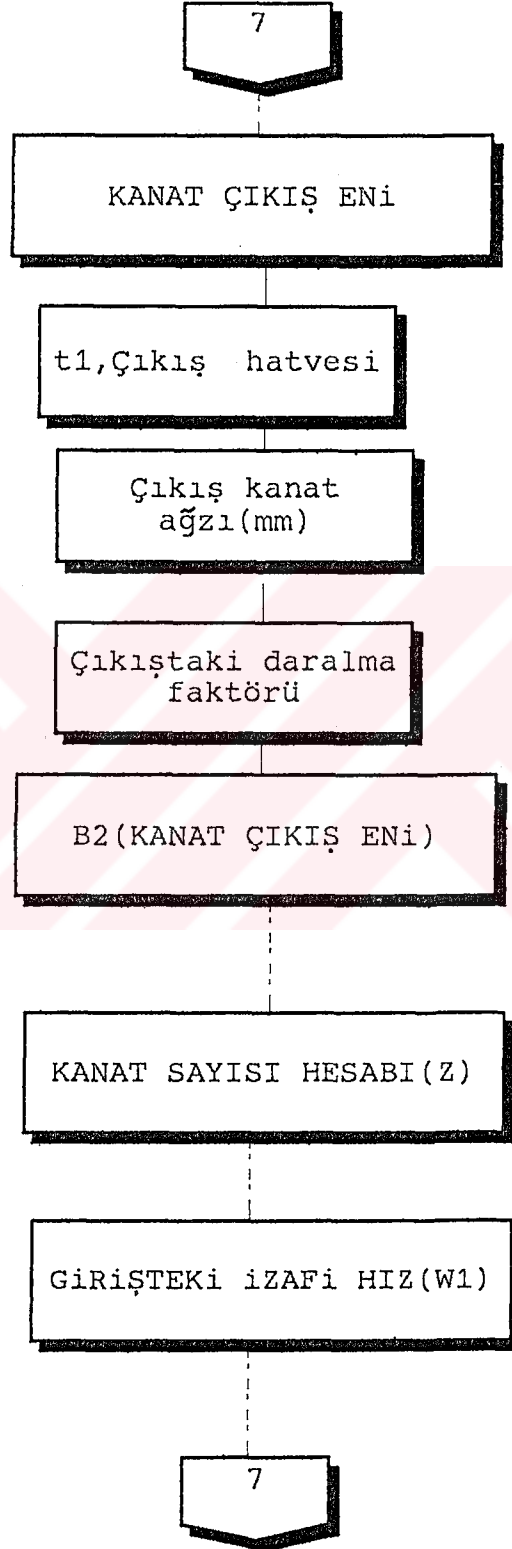 7
KANAT ÇIKIŞ ENi
t1,Çıkış hatvesi
Çıkış kanat
ağzı(mm)
Çıkıştaki daralma
faktörü
B2(KANAT ÇIKIŞ ENi)
KANAT SAYISI HESABI(Z)
GiRiŞTEKi iZAFi HIZ(W1)
7